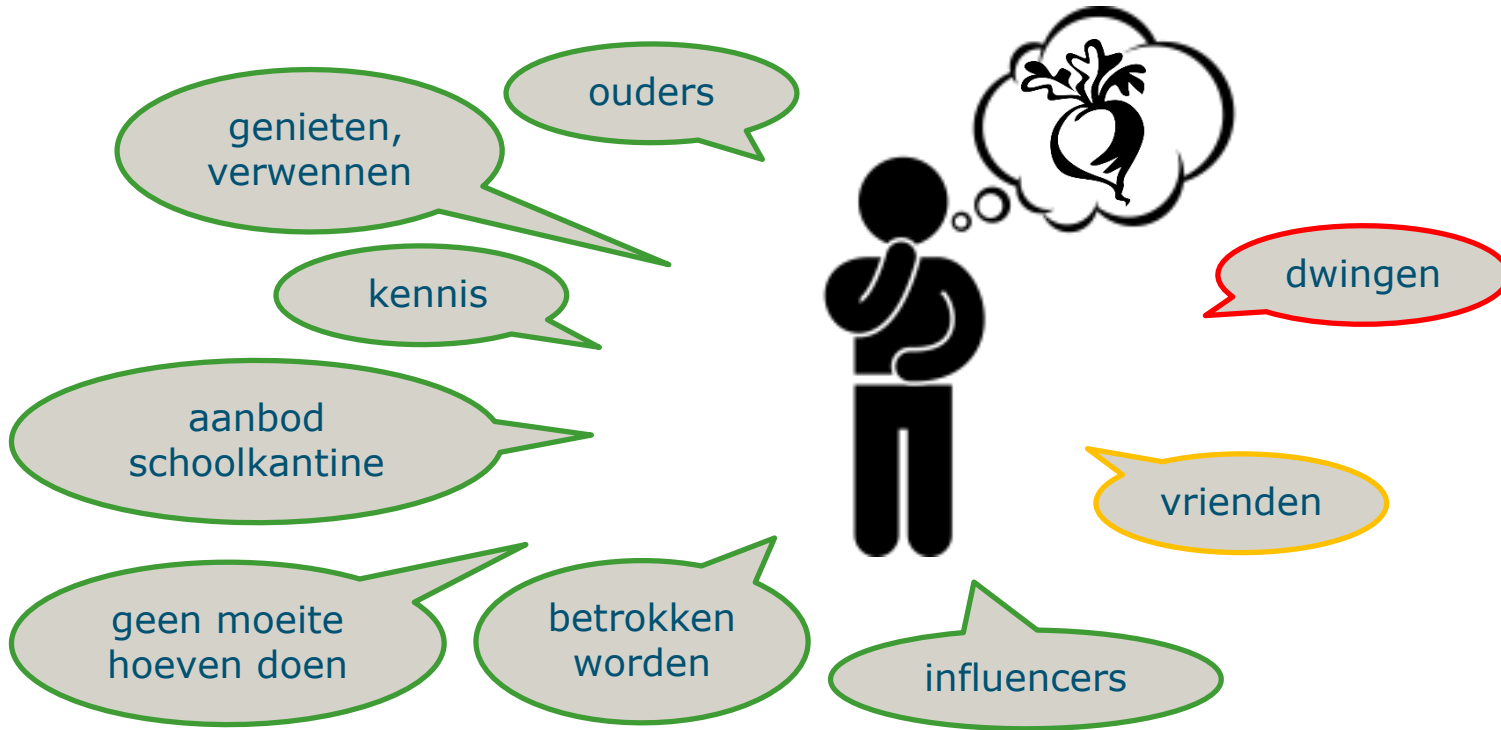 ouders
genieten,
verwennen
kennis
dwingen
aanbod
schoolkantine
vrienden
geen moeite
hoeven doen
betrokken
worden
influencers